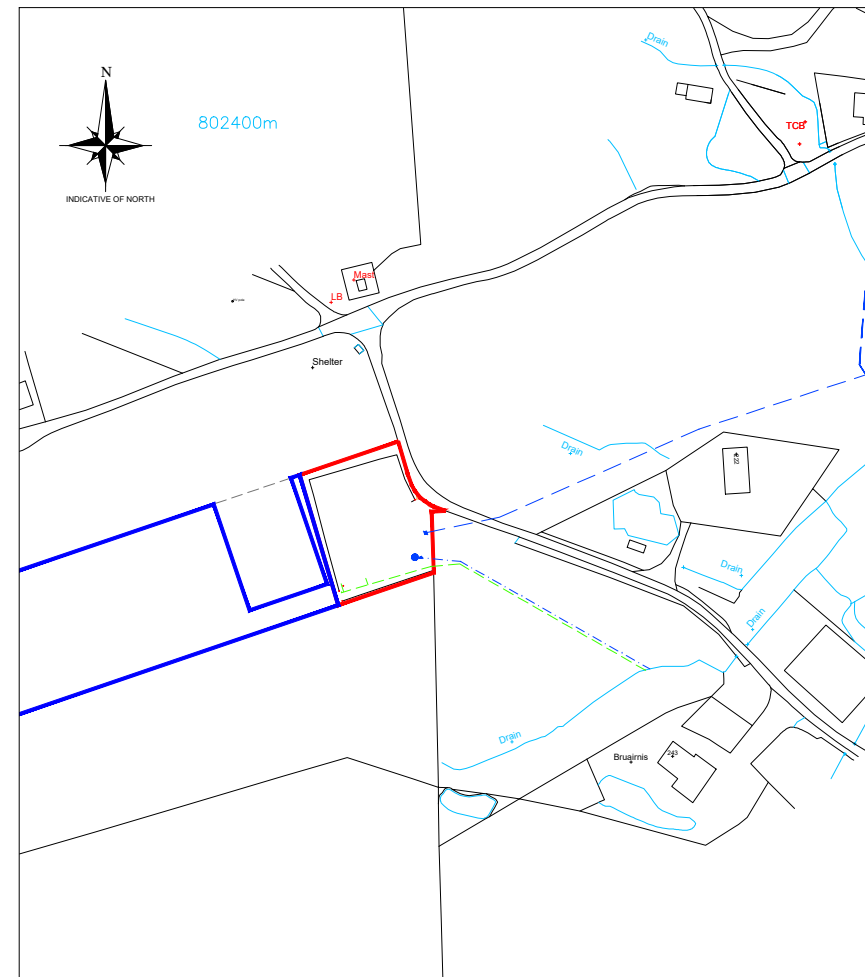 Drain
N
802400m
TCB
INDICATIVE OF NORTH
Mast
LB
Shelter
Drain
Drain
Drain
Drain
Bruairnis
243